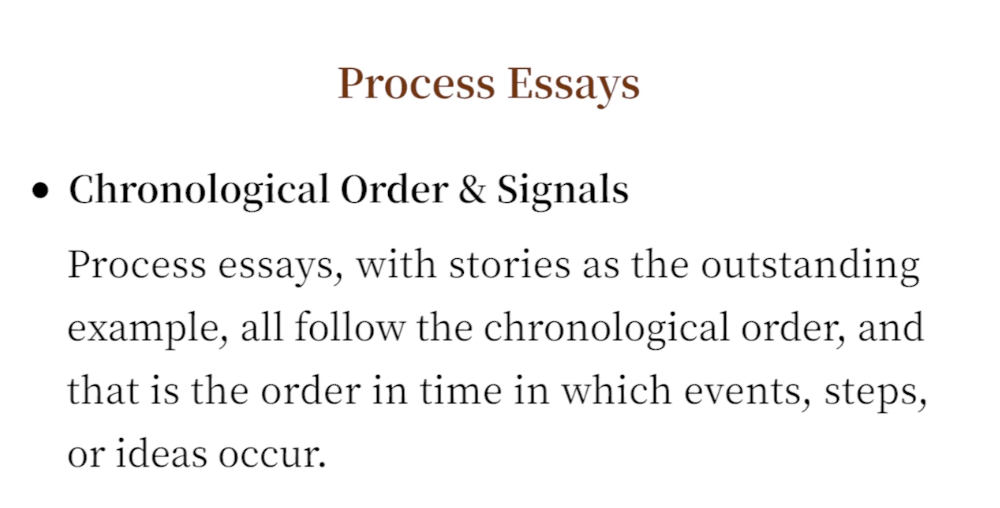 Process Essays
• Chronological Order & Signals
Process essays, with stories as the outstanding
example, all follow the chronological order, and
that is the order in time in which events, steps,
or ideas occur.